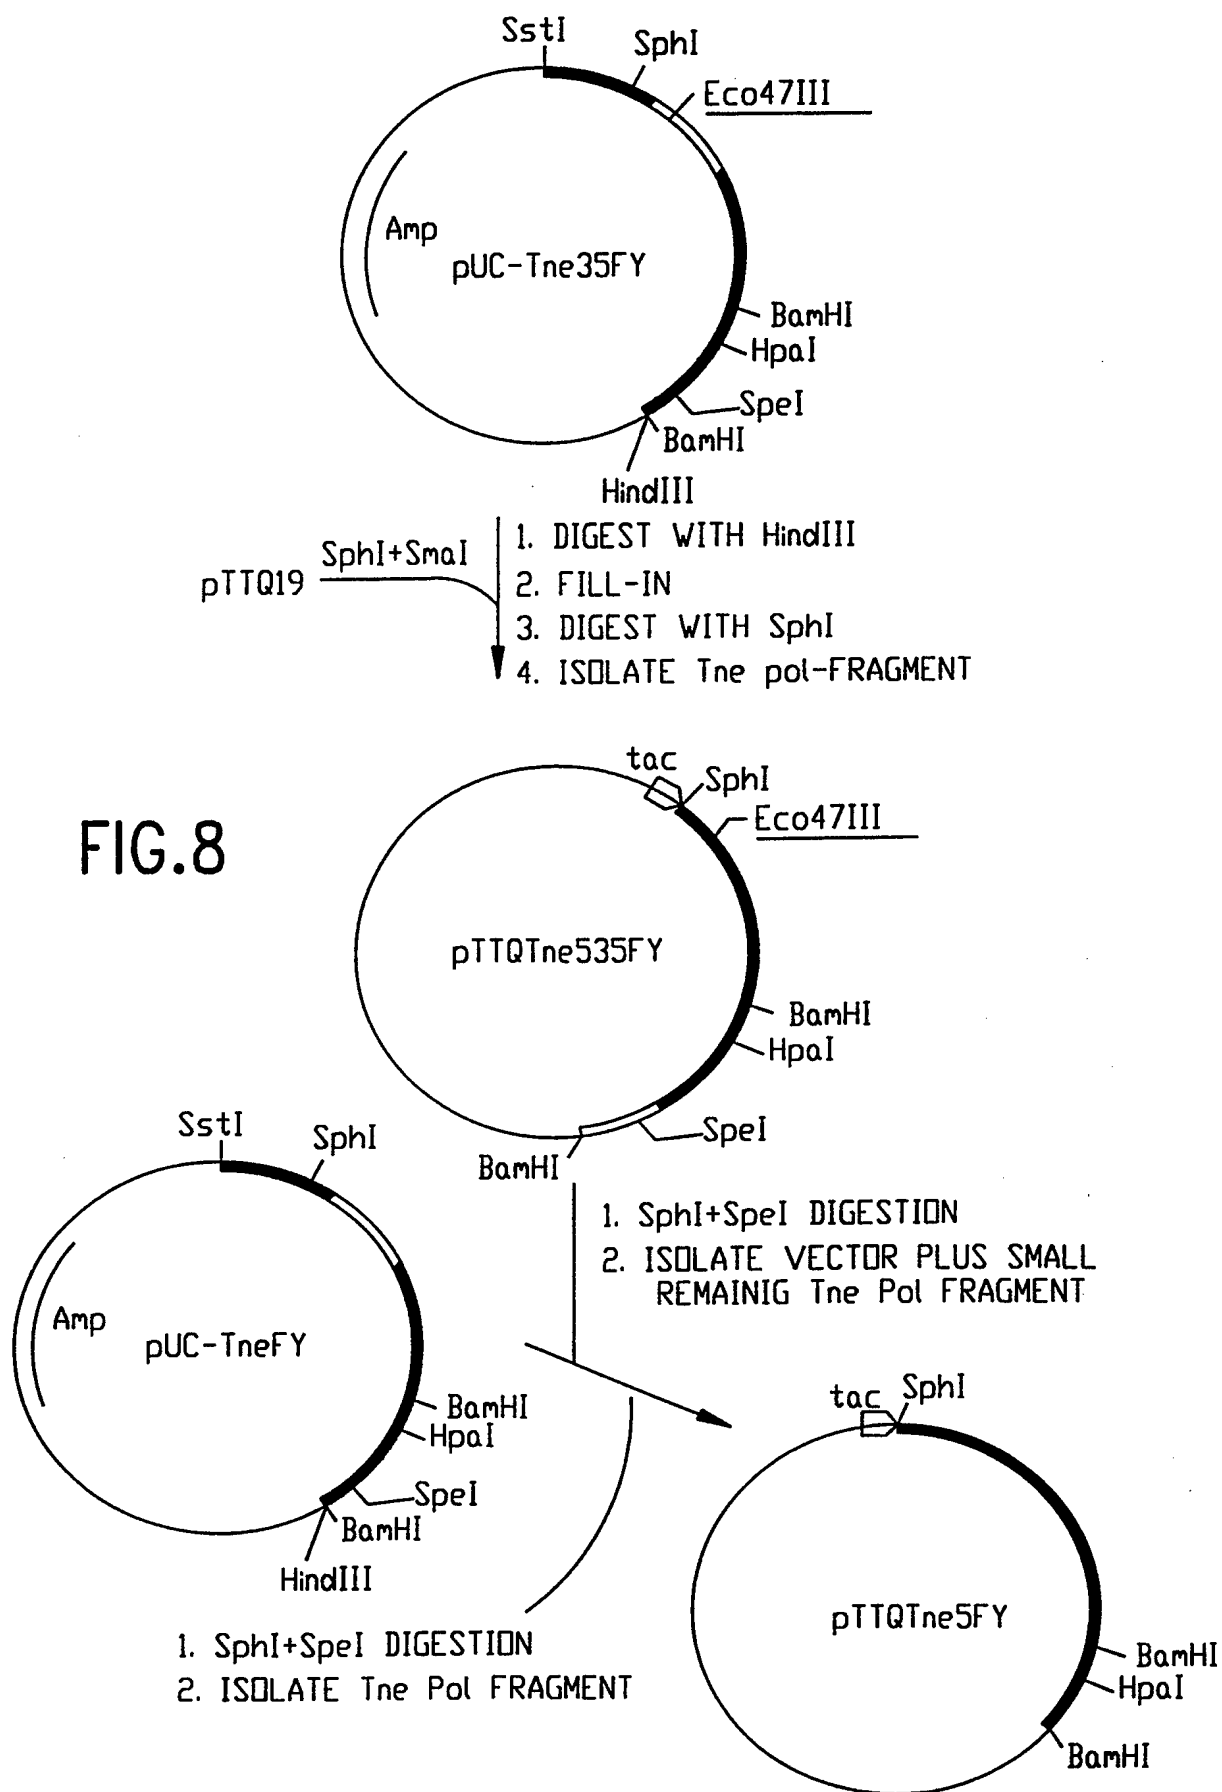 SstI
SphI
Eco47III
Amp
pUC-Tne35FY
BamHI
HpaI
SpeI
BamHI
HindIII
pTTQ19
SphI+SmaI
1. DIGEST WITH HindIII
2. FILL-IN
3. DIGEST WITH SphI
4. ISOLATE Tne pol-FRAGMENT
FIG.8
tac
SphI
Eco47III
pTTQTne535FY
BamHI
HpaI
SpeI
BamHI
1. SphI+SpeI DIGESTION
2. ISOLATE VECTOR PLUS SMALL
REMAINIG Tne Pol FRAGMENT
SstI
SphI
Amp
pUC-TneFY
BamHI
HpaI
SpeI
BamHI
HindIII
1. SphI+SpeI DIGESTION
2. ISOLATE Tne Pol FRAGMENT
tac
SphI
pTTQTne5FY
BamHI
HpaI
BamHI